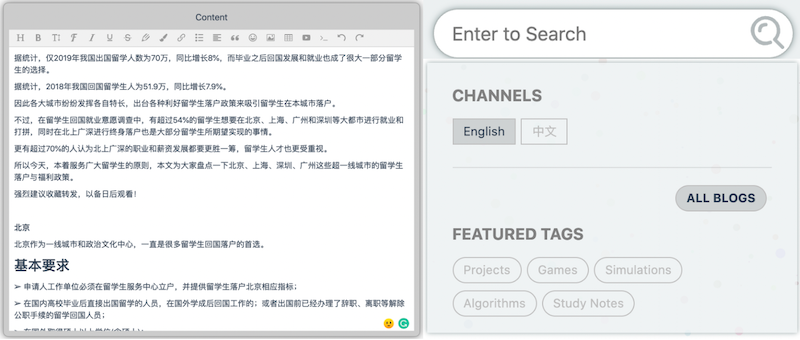 Content
据统计，仅2019年我国出国留学人数为70万，同比增长8%，而毕业之后回国发展和就业也成了很大一部分留学
生的选择。
据统计，2018年我国回国留学生人为51.9万，同比增长7.9%。
因此各大城市纷纷发挥各自特长，出台各种利好留学生落户政策来吸引留学生在本城市落户。
不过，在留学生回国就业意愿调查中，有超过54%的留学生想要在北京、上海、广州和深圳等大都市进行就业和
打拼，同时在北上广深进行终身落户也是大部分留学生所期望实现的事情。
更有超过70%的人认为北上广深的职业和薪资发展都要更胜一筹，留学生人才也更受重视。
所以今天，本着服务广大留学生的原则，本文为大家盘点一下北京、上海、深圳、广州这些超一线城市的留学生
落户与福利政策。
强烈建议收藏转发，以备日后观看！
北京
北京作为一线城市和政治文化中心，一直是很多留学生回国落户的首选。
基本要求
➢ 申请人工作单位必须在留学生服务中心立户，并提供留学生落户北京相应指标；
➢ 在国内高校毕业后直接出国留学的人员，在国外学成后回国工作的；或者出国前已经办理了辞职、离职等解除
公职手续的留学回国人员；
Enter to Search
CHANNELS
English
中文
ALL BLOGS
FEATURED TAGS
Projects
Games
Simulations
Algorithms
Study Notes